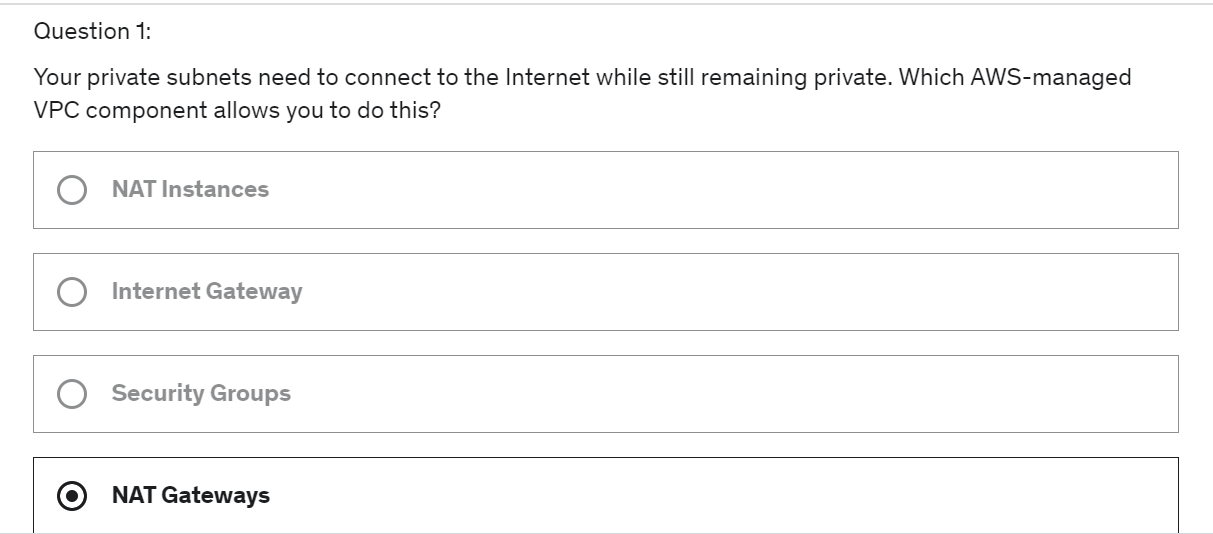 Question 1:
Your private subnets need to connect to the Internet while still remaining private. Which AWS-managed
VPC component allows you to do this?
NAT Instances
Internet Gateway
Security Groups
NAT Gateways